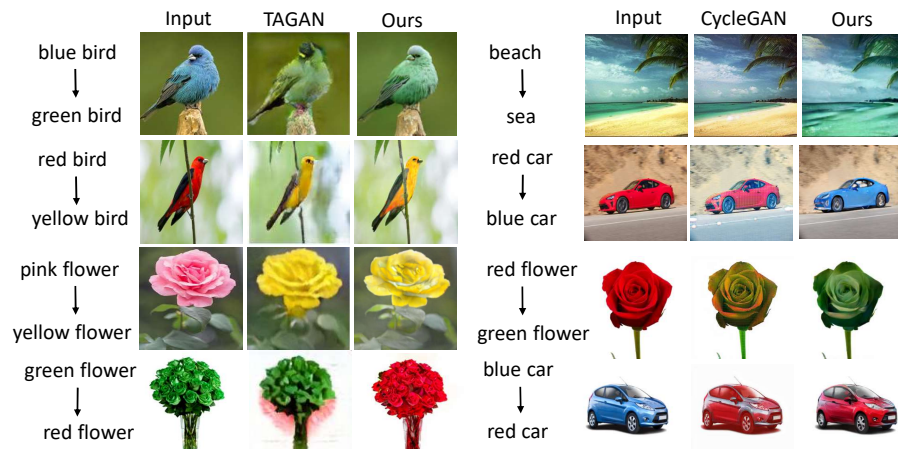 Input TAGAN Ours
blue bird
green bird
red bird
yellow bird
pink flower
yellow flower
green flower
red flower
Input CycleGAN Ours
beach
sea
red car
blue car
red flower
green flower
blue car
red car